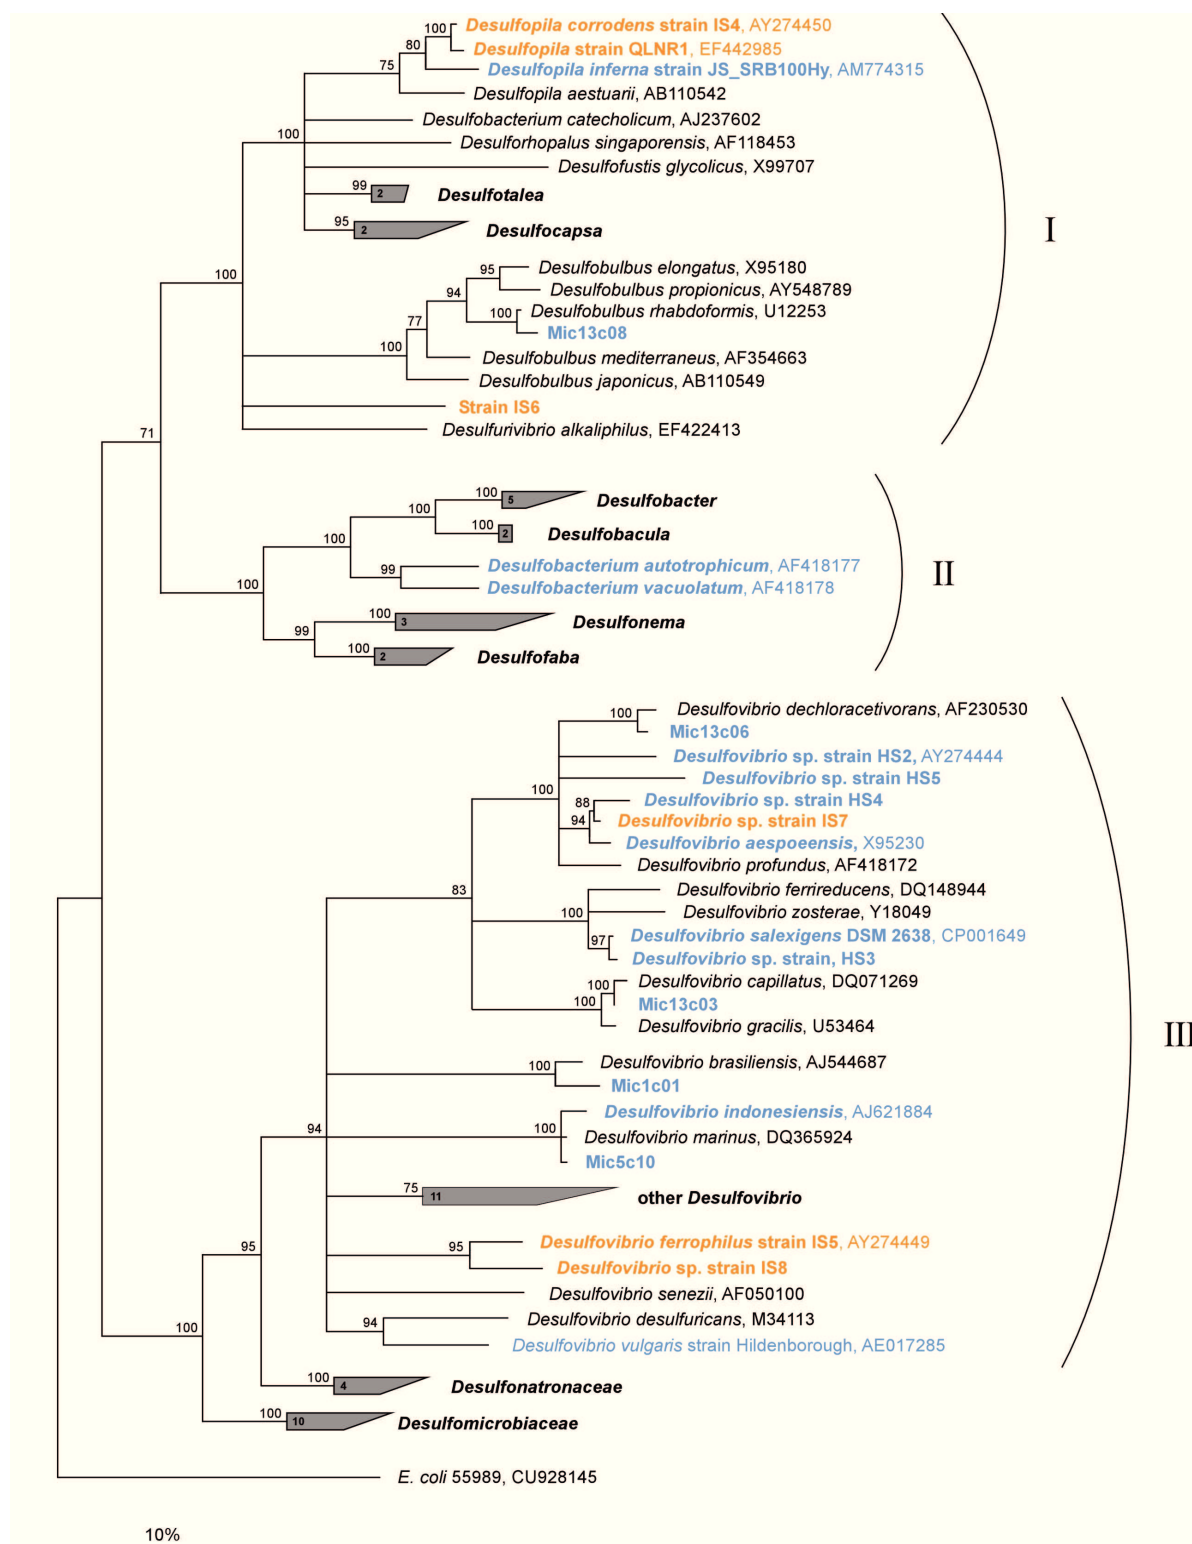 100 Desulfopila corrodens strain IS4, AY274450
80 Desulfopila strain QLNR1, EF442985
75 Desulfopila inferna strain JS_SRB100Hy, AM774315
Desulfopila aestuarii, AB110542
Desulfobacterium catecholicum, AJ237602
100 Desulforhopalus singaporensis, AF118453
Desulfofustis glycolicus, X99707
99 2 Desulfotalea
95 2 Desulfocapsa
I
95 Desulfobulbus elongatus, X95180
100
94 Desulfobulbus propionicus, AY548789
100 Desulfobulbus rhabdoformis, U12253
77 Mic13c08
100 Desulfobulbus mediterraneus, AF354663
Desulfobulbus japonicus, AB110549
Strain IS6
71 Desulfurivibrio alkaliphilus, EF422413
100 5 Desulfobacter
100
100 2 Desulfobacula
100
99 Desulfobacterium autotrophicum, AF418177
II
100 Desulfobacterium vacuolatum, AF418178
100 3 Desulfonema
99
100 2 Desulfofaba
100 Desulfovibrio dechloracetivorans, AF230530
Mic13c06
Desulfovibrio sp. strain HS2, AY274444
Desulfovibrio sp. strain HS5
100
88 Desulfovibrio sp. strain HS4
94 Desulfovibrio sp. strain IS7
Desulfovibrio aespoeensis, X95230
Desulfovibrio profundus, AF418172
83 Desulfovibrio ferrireducens, DQ148944
100 Desulfovibrio zosterae, Y18049
97 Desulfovibrio salexigens DSM 2638, CP001649
Desulfovibrio sp. strain, HS3
100 Desulfovibrio capillatus, DQ071269
100 Mic13c03
Desulfovibrio gracilis, U53464
III
100 Desulfovibrio brasiliensis, AJ544687
Mic1c01
Desulfovibrio indonesiensis, AJ621884
94 100 Desulfovibrio marinus, DQ365924
Mic5c10
75 11 other Desulfovibrio
95 95 Desulfovibrio ferrophilus strain IS5, AY274449
Desulfovibrio sp. strain IS8
Desulfovibrio senezii, AF050100
94 Desulfovibrio desulfuricans, M34113
100
Desulfovibrio vulgaris strain Hildenborough, AE017285
100 4 Desulfonatronaceae
100 10 Desulfomicrobiaceae
E. coli 55989, CU928145
10%